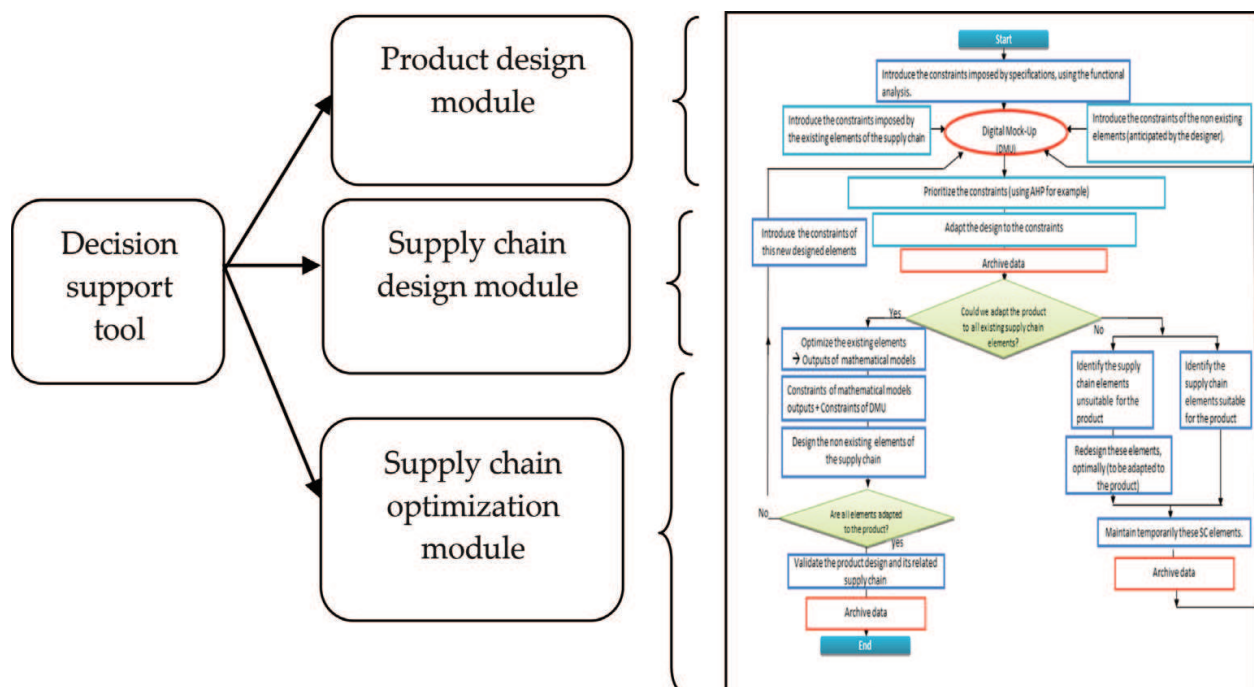 Decision
support
tool
Product design
module
Supply chain
design module
Supply chain
optimization
module
Start
Introduce the constraints imposed by specifications, using the functional
analysis.
Introduce the constraints imposed by
the existing elements of the supply chain
Digital Mock-Up
(DMU)
Introduce the constraints of the non existing
elements (anticipated by the designer).
Prioritize the constraints (using AHP for example)
Adapt the design to the constraints
Introduce the constraints of
this new designed elements
Archive data
Could we adapt the product
to all existing supply chain
elements?
Yes
No
Optimize the existing elements
→ Outputs of mathematical models
Constraints of mathematical models
outputs + Constraints of DMU
Design the non existing elements of
the supply chain
Identify the supply
chain elements
unsuitable for the
product
Identify the
supply chain
elements suitable
for the product
Redesign these elements,
optimally (to be adapted to
the product)
No
Are all elements adapted
to the product?
yes
Maintain temporarily these SC elements.
Validate the product design and its related
supply chain
Archive data
Archive data
End